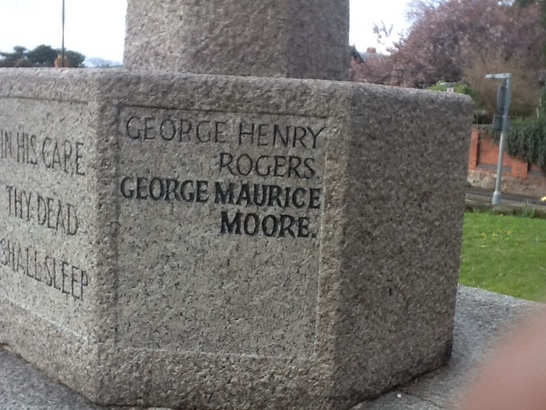 IN HIS CARE
THY DEAD
SHALL SLEEP
GEORGE HENRY
ROGERS.
GEORGE MAURICE
MOORE.